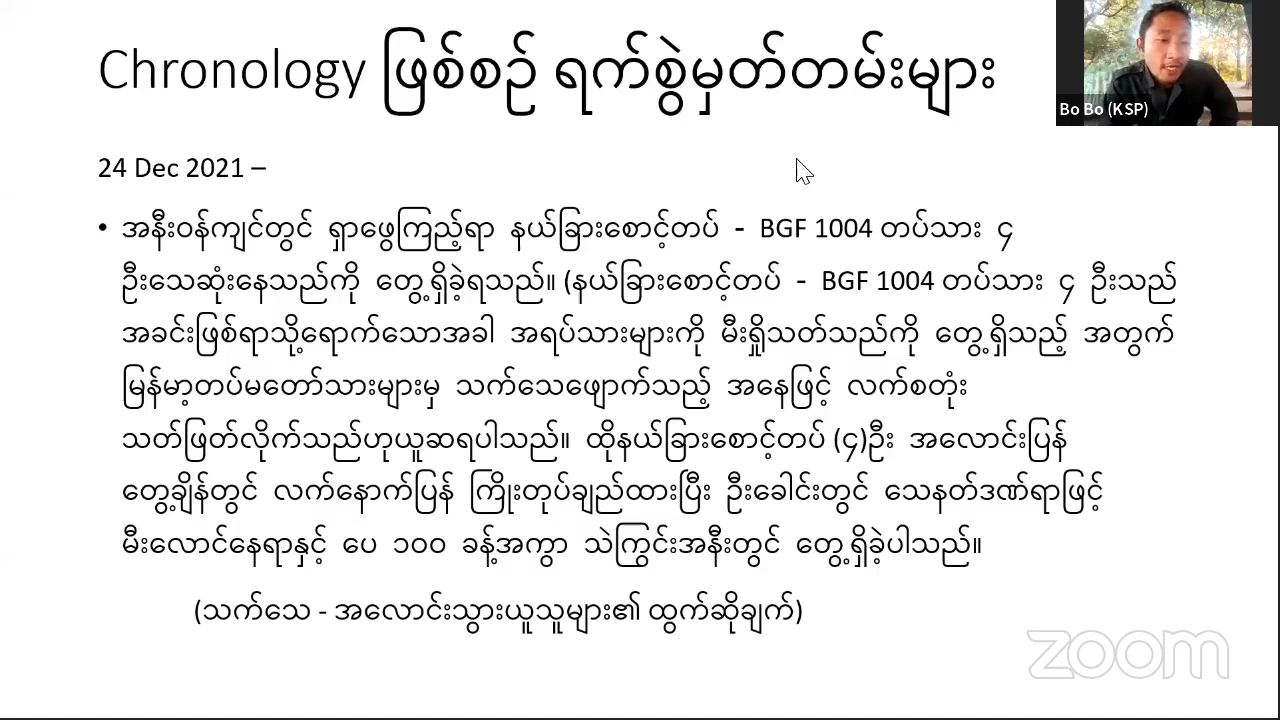 Chronology ဖြစ်စဉ် ရက်စွဲမှတ်တမ်းများ
Bo Bo (KSP)
24 Dec 2021 –
• အနီးဝန်ကျင်တွင် ရှာဖွေကြည့်ရာ နယ်ခြားစောင့်တပ် - BGF 1004 တပ်သား ၄
ဦးသေဆုံးနေသည်ကို တွေ့ရှိခဲ့ရသည်။ (နယ်ခြားစောင့်တပ် - BGF 1004 တပ်သား ၄ ဦးသည်
အခင်းဖြစ်ရာသို့ရောက်သောအခါ အရပ်သားများကို မီးရှို့သတ်သည်ကို တွေ့ရှိသည့် အတွက်
မြန်မာ့တပ်မတော်သားများမှ သက်သေဖျောက်သည့် အနေဖြင့် လက်စတုံး
သတ်ဖြတ်လိုက်သည်ဟုယူဆရပါသည်။ ထိုနယ်ခြားစောင့်တပ် (၄)ဦး အလောင်းပြန်
တွေ့ချိန်တွင် လက်နောက်ပြန် ကြိုးတုပ်ချည်ထားပြီး ဦးခေါင်းတွင် သေနတ်ဒဏ်ရာဖြင့်
မီးလောင်နေရာနှင့် ပေ ၁၀၀ ခန့်အကွာ သဲကြွင်းအနီးတွင် တွေ့ရှိခဲ့ပါသည်။
(သက်သေ - အလောင်းသွားယူသူများ၏ ထွက်ဆိုချက်)
zoom